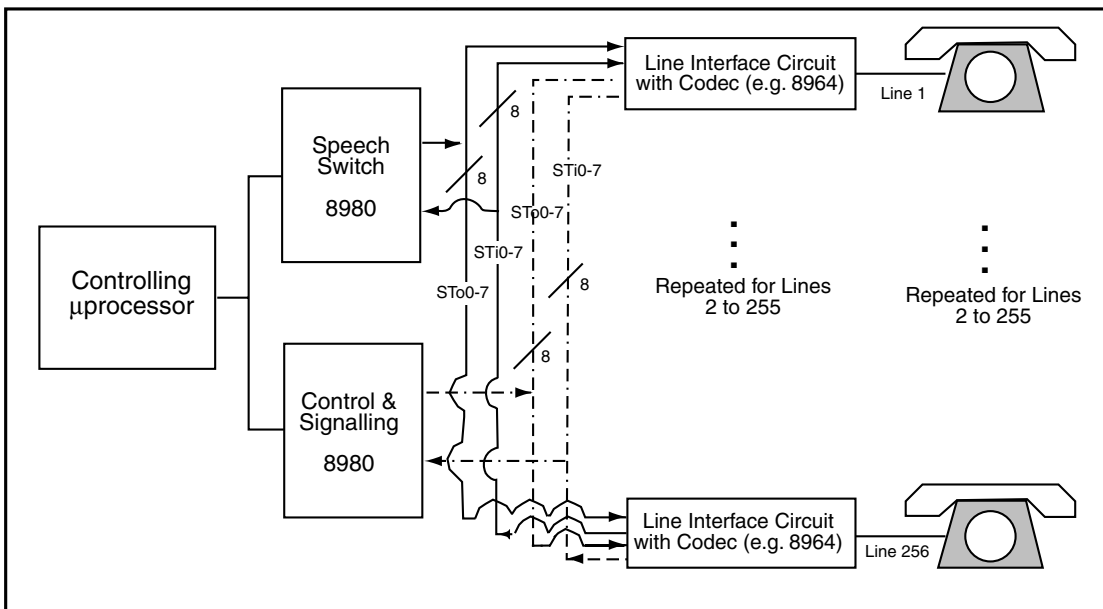 Line Interface Circuit
with Codec (e.g. 8964)
Line 1
8
Speech
Switch
8980
8
STi0-7
STo0-7
STi0-7
STo0-7
Controlling
µprocessor
8
Repeated for Lines
2 to 255
Repeated for Lines
2 to 255
8
Control &
Signalling
8980
Line Interface Circuit
with Codec (e.g. 8964)
Line 256